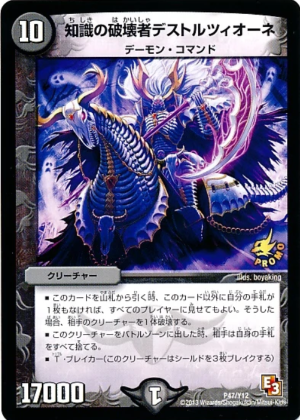 10
ちしき はかいしゃ
知識の破壊者デストルツィオーネ
デーモン・コマンド
PROMO
illus. boyaking
クリーチャー
■このカードを山札から引く時、このカード以外に自分の手札が
1枚もなければ、すべてのプレイヤーに見せてもよい。そうした
場合、相手のクリーチャーを1体破壊する。
■このクリーチャーをバトルゾーンに出した時、相手は自身の手札
をすべて捨てる。
■T・ブレイカー(このクリーチャーはシールドを3枚ブレイクする)
17000
E3
P47/Y12